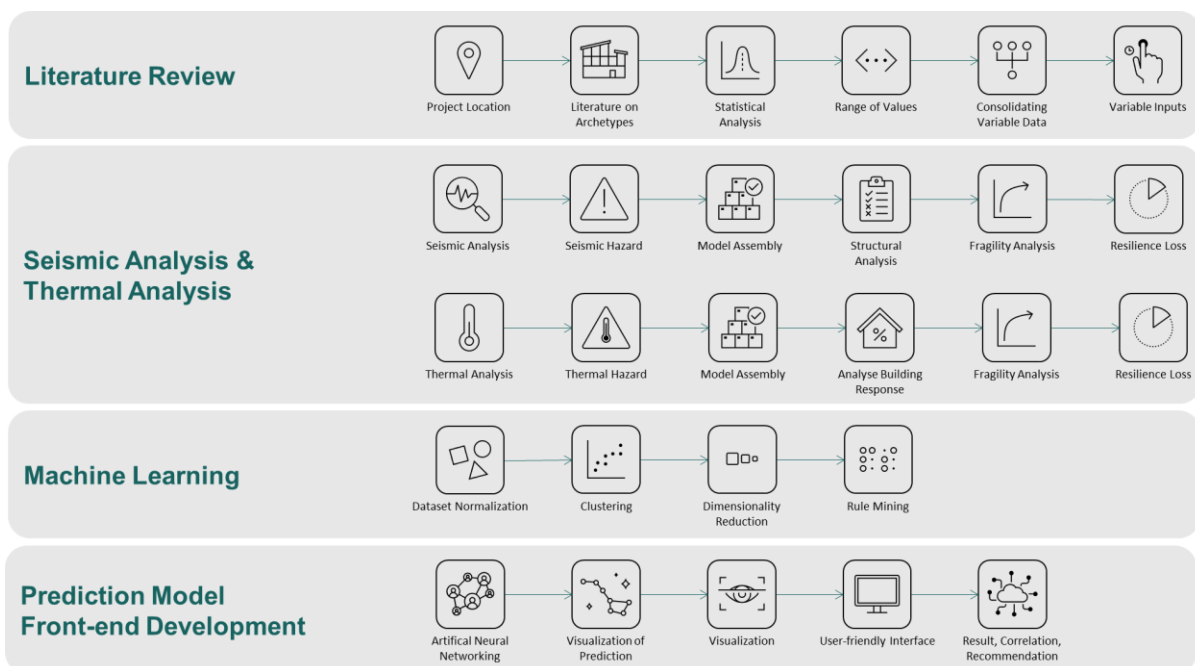 Literature Review
Project Location
Literature on
Archetypes
Statistical
Analysis
Range of Values
Consolidating
Variable Data
Variable Inputs
Seismic Analysis &
Thermal Analysis
Seismic Analysis
Seismic Hazard
Model Assembly
Structural
Analysis
Fragility Analysis
Resilience Loss
Thermal Analysis
Thermal Hazard
Model Assembly
Analyse Building
Response
Fragility Analysis
Resilience Loss
Machine Learning
Dataset Normalization
Clustering
Dimensionality
Reduction
Rule Mining
Prediction Model
Front-end Development
Artifical Neural
Networking
Visualization of
Prediction
Visualization
User-friendly Interface
Result, Correlation,
Recommendation